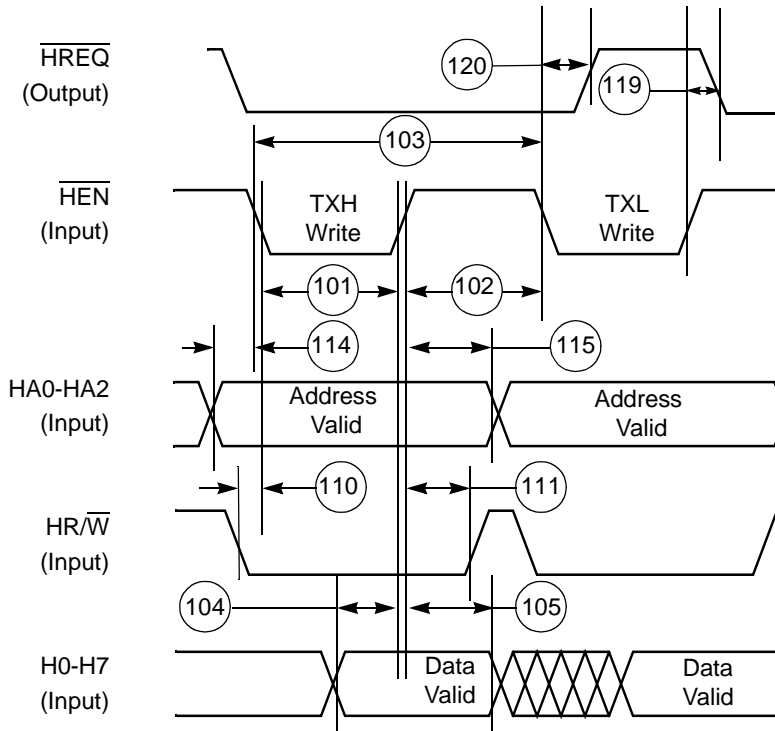 HREQ
(Output)
120
119
103
HEN
(Input)
TXH
Write
TXL
Write
101
102
114
115
HA0-HA2
(Input)
Address
Valid
Address
Valid
110
111
HR/W
(Input)
104
105
H0-H7
(Input)
Data
Valid
Data
Valid